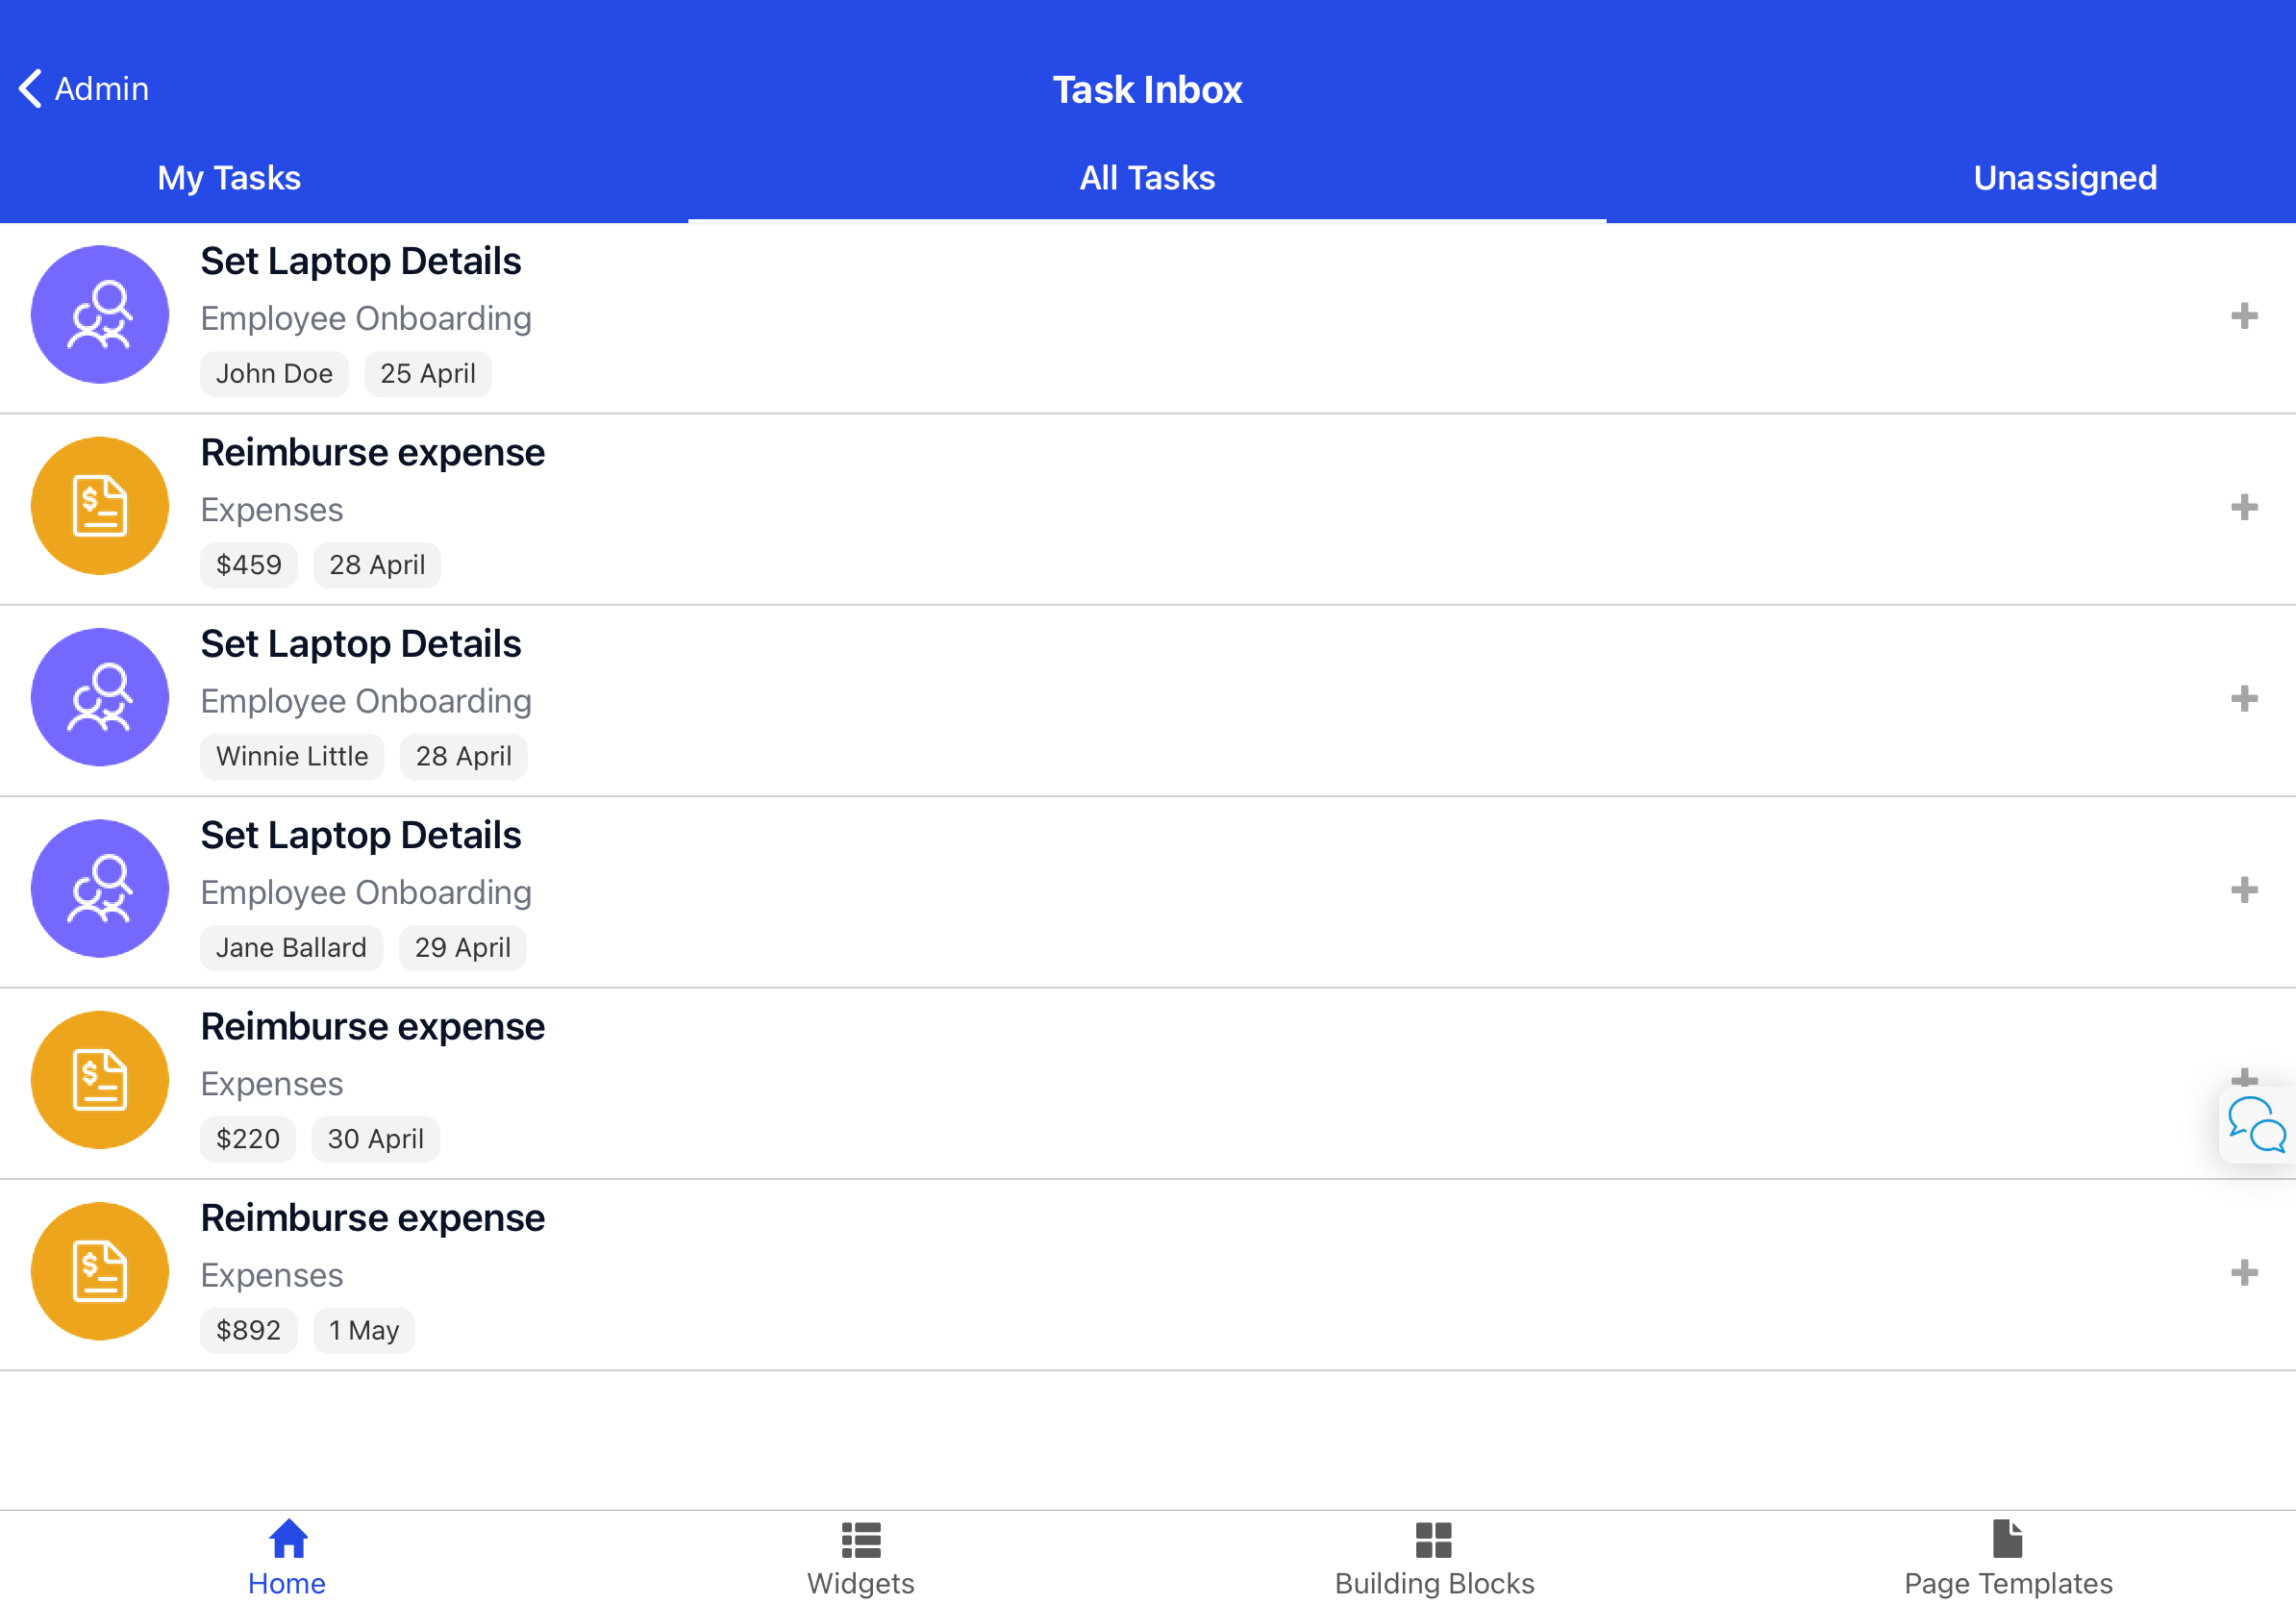 Admin
Task Inbox
My Tasks All Tasks Unassigned
Set Laptop Details
Employee Onboarding
John Doe 25 April
Reimburse expense
Expenses
$459 28 April
Set Laptop Details
Employee Onboarding
Winnie Little 28 April
Set Laptop Details
Employee Onboarding
Jane Ballard 29 April
Reimburse expense
Expenses
$220 30 April
Reimburse expense
Expenses
$892 1 May
Home Widgets Building Blocks Page Templates